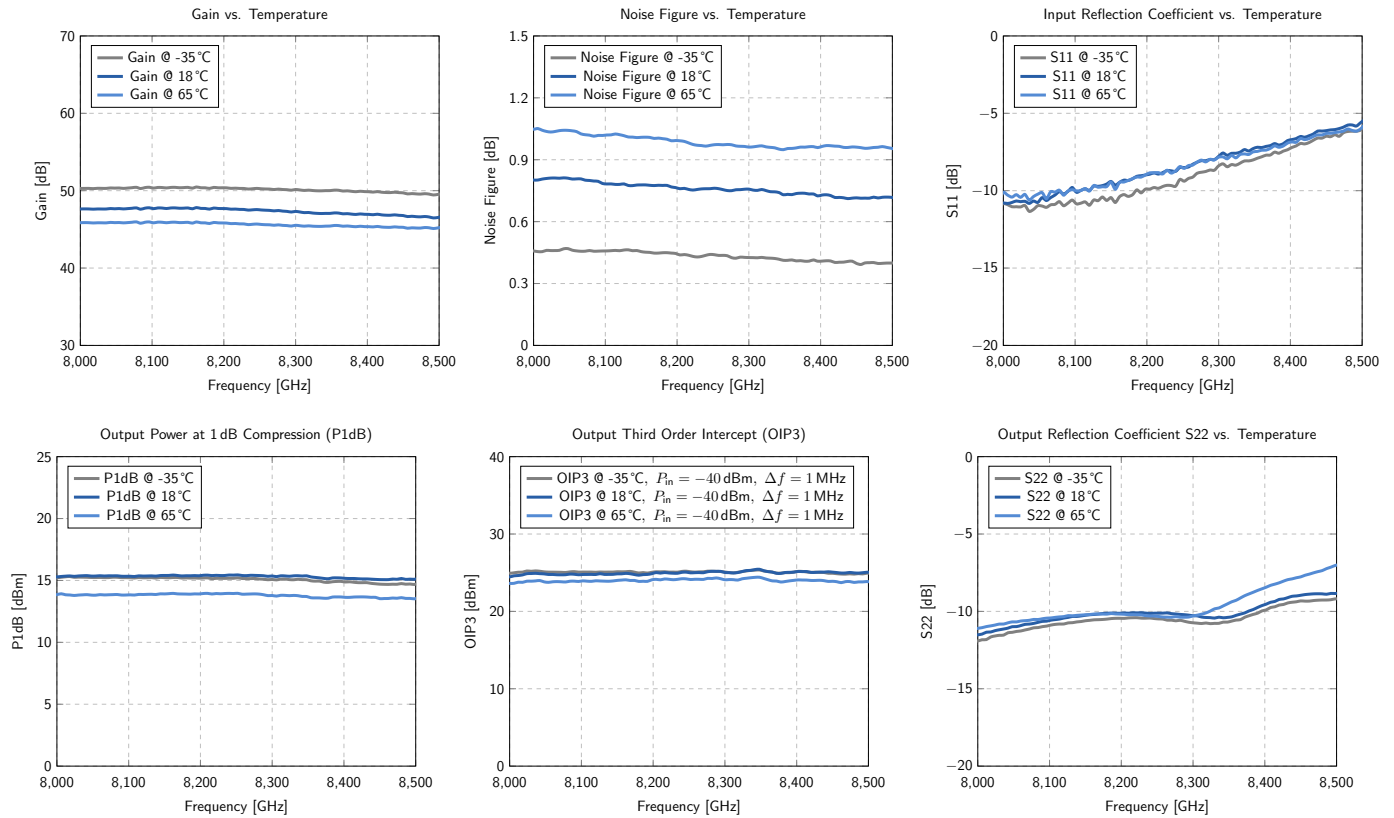 Gain vs. Temperature
70
60
50
40
30
Gain [dB]
Gain @ -35°C
Gain @ 18°C
Gain @ 65°C
8,000 8,100 8,200 8,300 8,400 8,500
Frequency [GHz]
Noise Figure vs. Temperature
1.5
1.2
0.9
0.6
0.3
0
Noise Figure [dB]
Noise Figure @ -35°C
Noise Figure @ 18°C
Noise Figure @ 65°C
8,000 8,100 8,200 8,300 8,400 8,500
Frequency [GHz]
Input Reflection Coefficient vs. Temperature
0
−5
−10
−15
−20
S11 [dB]
S11 @ -35°C
S11 @ 18°C
S11 @ 65°C
8,000 8,100 8,200 8,300 8,400 8,500
Frequency [GHz]
Output Power at 1 dB Compression (P1dB)
25
20
15
10
5
0
P1dB [dBm]
P1dB @ -35°C
P1dB @ 18°C
P1dB @ 65°C
8,000 8,100 8,200 8,300 8,400 8,500
Frequency [GHz]
Output Third Order Intercept (OIP3)
40
30
20
10
0
OIP3 [dBm]
OIP3 @ -35°C, Pin = −40 dBm, Δf = 1 MHz
OIP3 @ 18°C, Pin = −40 dBm, Δf = 1 MHz
OIP3 @ 65°C, Pin = −40 dBm, Δf = 1 MHz
8,000 8,100 8,200 8,300 8,400 8,500
Frequency [GHz]
Output Reflection Coefficient S22 vs. Temperature
0
−5
−10
−15
−20
S22 [dB]
S22 @ -35°C
S22 @ 18°C
S22 @ 65°C
8,000 8,100 8,200 8,300 8,400 8,500
Frequency [GHz]